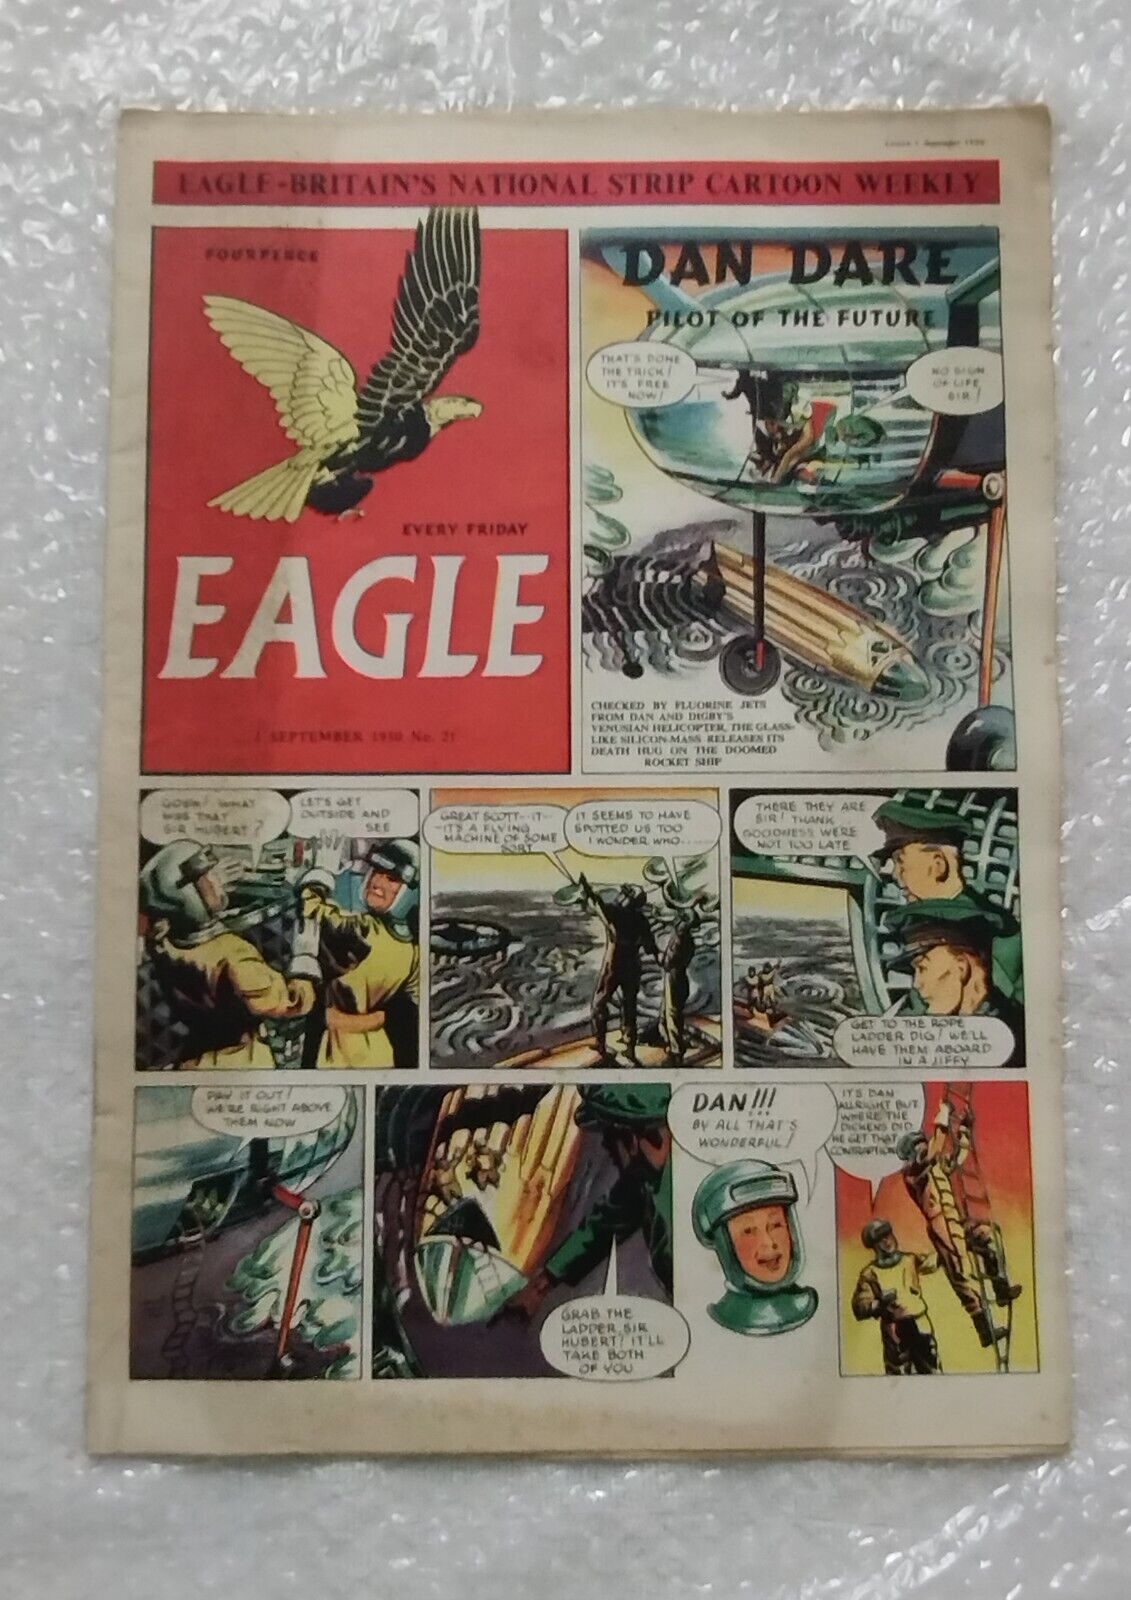 EAGLE-BRITAIN'S NATIONAL STRIP CARTOON WEEKLY
FOURPENCE
EVERY FRIDAY
EAGLE
1 SEPTEMBER 1950 No. 21
DAN DARE
PILOT OF THE FUTURE
THAT'S DONE
THE TRICK!
IT'S FREE
NOW!
NO SIGN
OF LIFE,
SIR!
CHECKED BY FLUORINE JETS
FROM DAN AND DIGBY'S
VENUSIAN HELICOPTER, THE GLASS-
LIKE SILICON-MASS RELEASES ITS
DEATH HUG ON THE DOOMED
ROCKET SHIP
GOSH! WHAT
WAS THAT
SIR HUBERT?
LET'S GET
OUTSIDE AND
SEE
GREAT SCOTT--IT--
--IT'S A FLYING
MACHINE OF SOME
SORT
IT SEEMS TO HAVE
SPOTTED US TOO
I WONDER WHO......
THERE THEY ARE
SIR! THANK
GOODNESS WE'RE
NOT TOO LATE
GET TO THE ROPE
LADDER DIG! WE'LL
HAVE THEM ABOARD
IN A JIFFY
PAY IT OUT!
WE'RE RIGHT ABOVE
THEM NOW
GRAB THE
LADDER, SIR
HUBERT! IT'LL
TAKE BOTH
OF YOU
DAN!!!
BY ALL THAT'S
WONDERFUL!
IT'S DAN
ALLRIGHT BUT
WHERE THE
DICKENS DID
HE GET THAT
CONTRAPTION